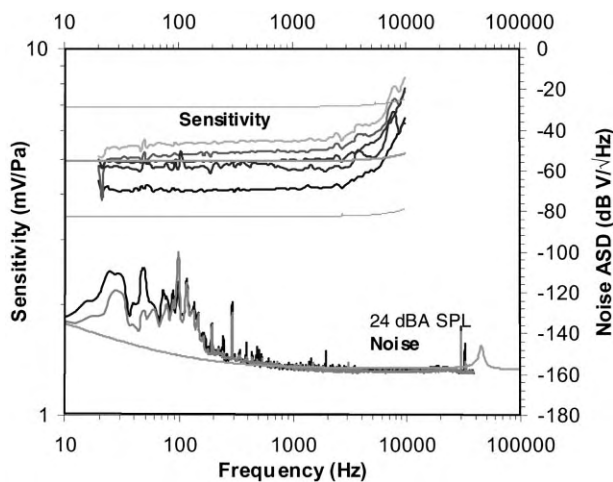 10 100 1000 10000 100000
10 0
-20
Sensitivity
-40
-60
-80
-100
-120
24 dBA SPL
-140
Noise
-160
1 -180
10 100 1000 10000 100000
Frequency (Hz)
Sensitivity (mV/Pa)
Noise ASD (dB V/√Hz)